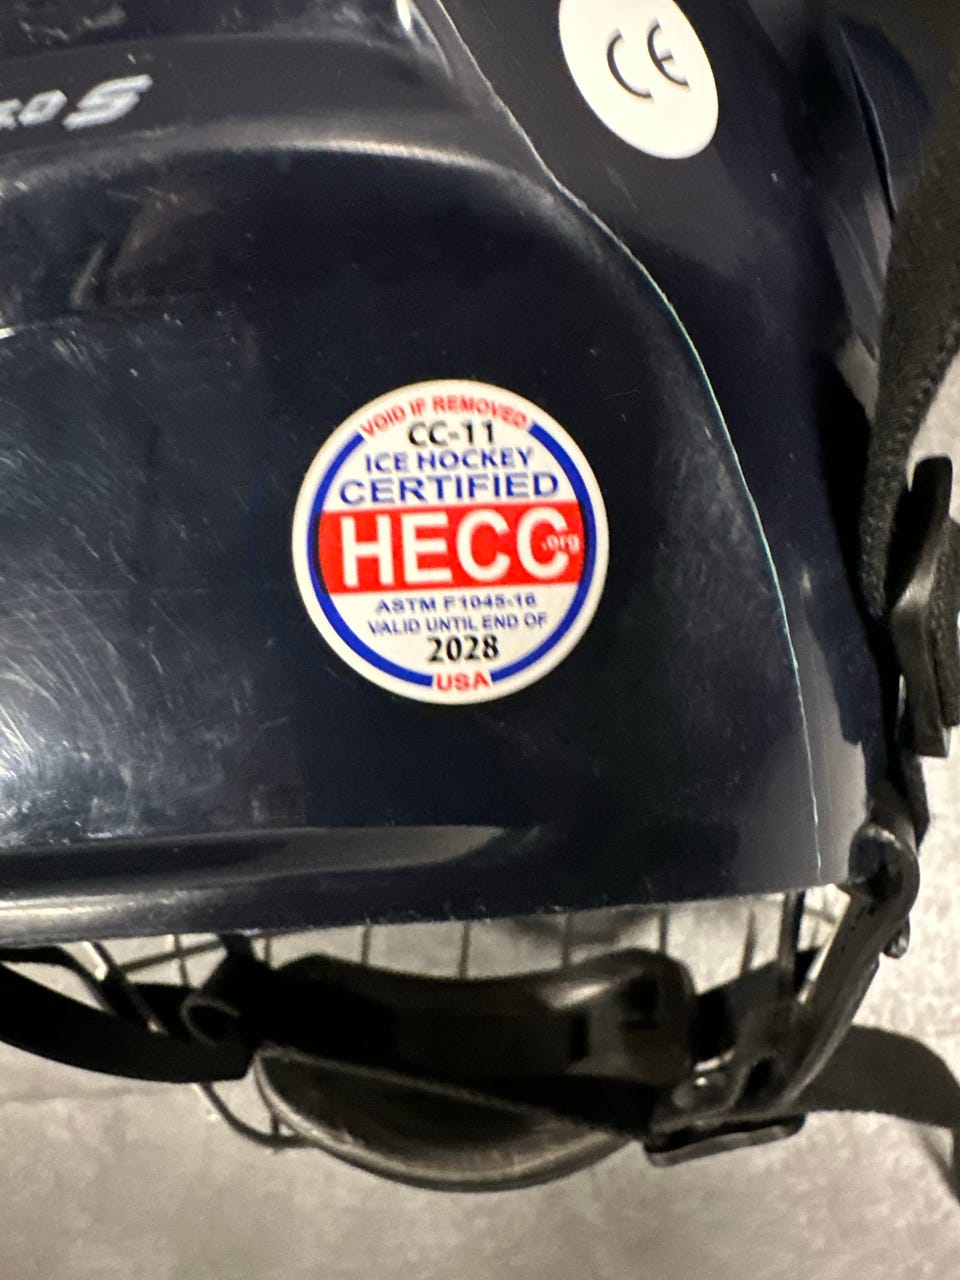 S
CE
VOID IF REMOVED!
CC-11
ICE HOCKEY
CERTIFIED
HECC.org
ASTM F1045-16
VALID UNTIL END OF
2028
USA